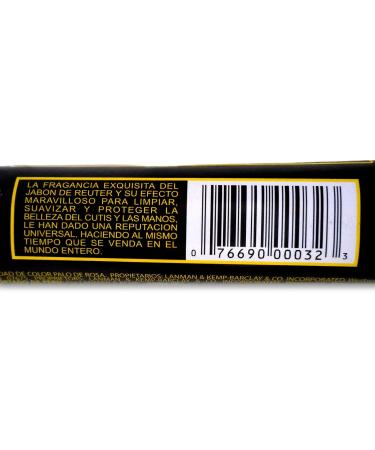 LA FRAGANCIA EXQUISITA DEL
JABON DE REUTER Y SU EFECTO
MARAVILLOSO PARA LIMPIAR,
SUAVIZAR Y PROTEGER LA
BELLEZA DEL CUTIS Y LAS MANOS,
LE HAN DADO UNA REPUTACION
UNIVERSAL. HACIENDO AL MISMO
TIEMPO QUE SE VENDA EN EL
MUNDO ENTERO.
0 76690 00032 3
DE COLOR PALO DE ROSA, PROPIETARIOS: LANMAN & KEMP-BARCLAY & CO. INCORPORATED